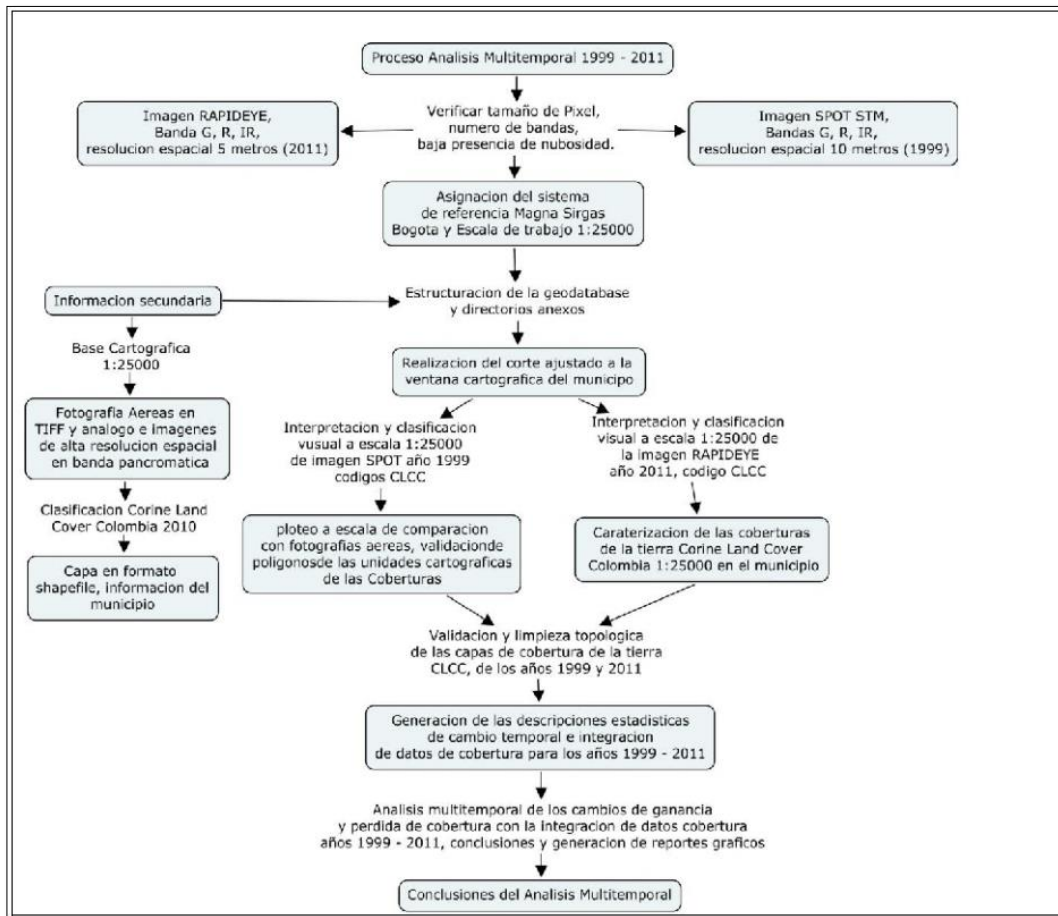 Proceso Analisis Multitemporal 1999 - 2011
Imagen RAPIDEYE,
Banda G, R, IR,
resolucion espacial 5 metros (2011)
Verificar tamaño de Pixel,
numero de bandas,
baja presencia de nubosidad.
Imagen SPOT STM,
Bandas G, R, IR,
resolucion espacial 10 metros (1999)
Asignacion del sistema
de referencia Magna Sirgas
Bogota y Escala de trabajo 1:25000
Informacion secundaria
Estructuracion de la geodatabase
y directorios anexos
Base Cartografica
1:25000
Realizacion del corte ajustado a la
ventana cartografica del municipo
Fotografia Aereas en
TIFF y analogo e imagenes
de alta resolucion espacial
en banda pancromatica
Interpretacion y clasificacion
vusual a escala 1:25000
de imagen SPOT año 1999
codigos CLCC
Interpretacion y clasificacion
visual a escala 1:25000 de
la imagen RAPIDEYE
año 2011, codigo CLCC
Clasificacion Corine Land
Cover Colombia 2010
ploteo a escala de comparacion
con fotografias aereas, validacionde
poligonosde las unidades cartograficas
de las Coberturas
Caraterizacion de las coberturas
de la tierra Corine Land Cover
Colombia 1:25000 en el municipio
Capa en formato
shapefile, informacion del
municipio
Validacion y limpieza topologica
de las capas de cobertura de la tierra
CLCC, de los años 1999 y 2011
Generacion de las descripciones estadisticas
de cambio temporal e integracion
de datos de cobertura para los años 1999 - 2011
Analisis multitemporal de los cambios de ganancia
y perdida de cobertura con la integracion de datos cobertura
años 1999 - 2011, conclusiones y generacion de reportes graficos
Conclusiones del Analisis Multitemporal